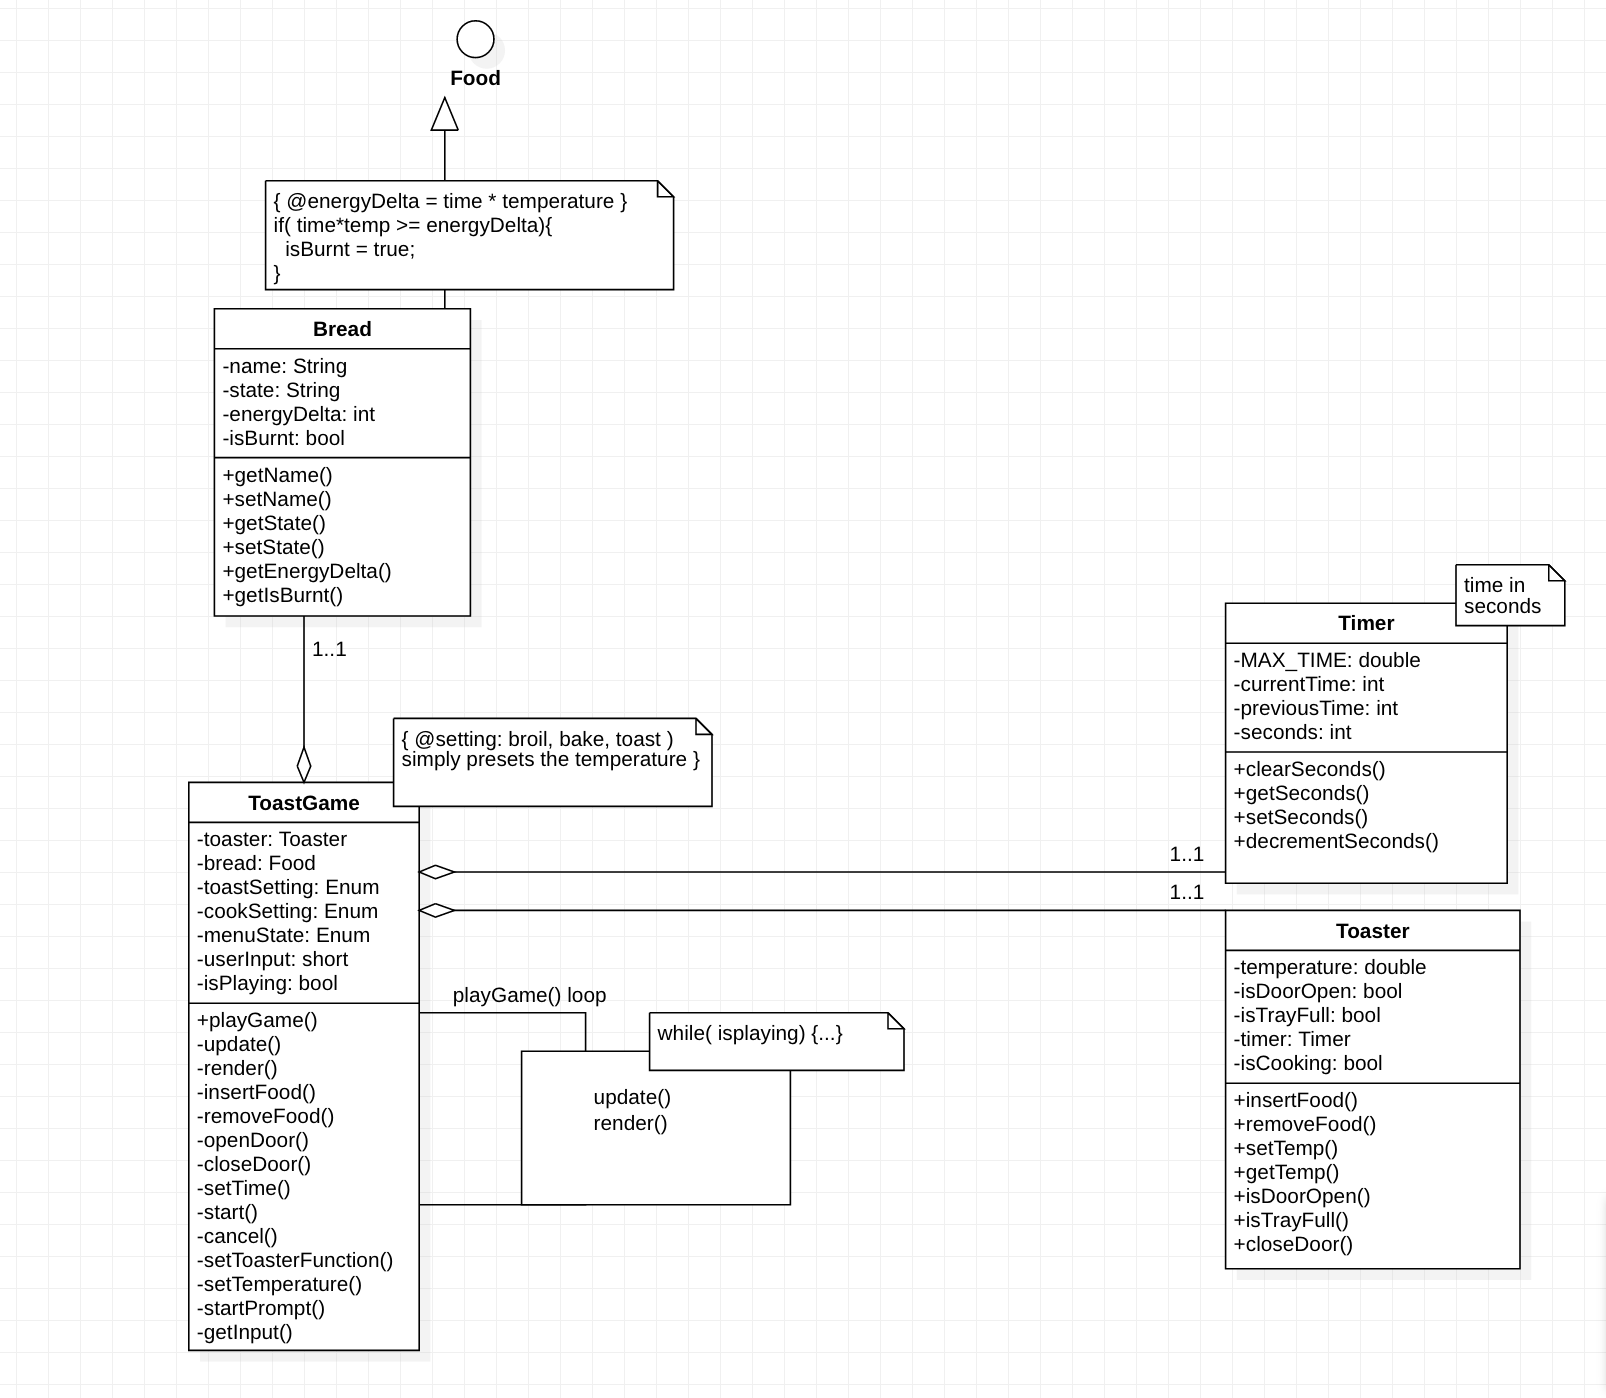 Food
{ @energyDelta = time * temperature }
if( time*temp >= energyDelta){
isBurnt = true;
}
Bread
-name: String
-state: String
-energyDelta: int
-isBurnt: bool
+getName()
+setName()
+getState()
+setState()
+getEnergyDelta()
+getIsBurnt()
1..1
{ @setting: broil, bake, toast )
simply presets the temperature }
ToastGame
-toaster: Toaster
-bread: Food
-toastSetting: Enum
-cookSetting: Enum
-menuState: Enum
-userInput: short
-isPlaying: bool
+playGame()
-update()
-render()
-insertFood()
-removeFood()
-openDoor()
-closeDoor()
-setTime()
-start()
-cancel()
-setToasterFunction()
-setTemperature()
-startPrompt()
-getInput()
playGame() loop
while( isplaying) {...}
update()
render()
time in
seconds
Timer
-MAX_TIME: double
-currentTime: int
-previousTime: int
-seconds: int
+clearSeconds()
+getSeconds()
+setSeconds()
+decrementSeconds()
1..1
1..1
Toaster
-temperature: double
-isDoorOpen: bool
-isTrayFull: bool
-timer: Timer
-isCooking: bool
+insertFood()
+removeFood()
+setTemp()
+getTemp()
+isDoorOpen()
+isTrayFull()
+closeDoor()